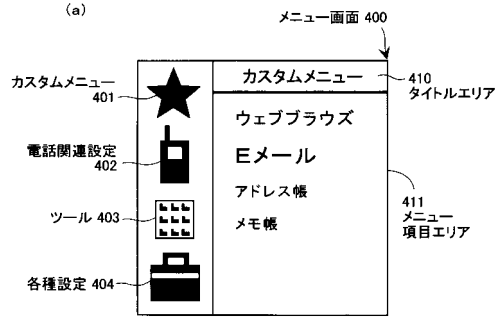 (a)
メニュー画面 400
カスタムメニュー
401
カスタムメニュー
410
タイトルエリア
ウェブブラウズ
電話関連設定
402
Eメール
アドレス帳
411
メニュー
項目エリア
ツール 403
メモ帳
各種設定 404